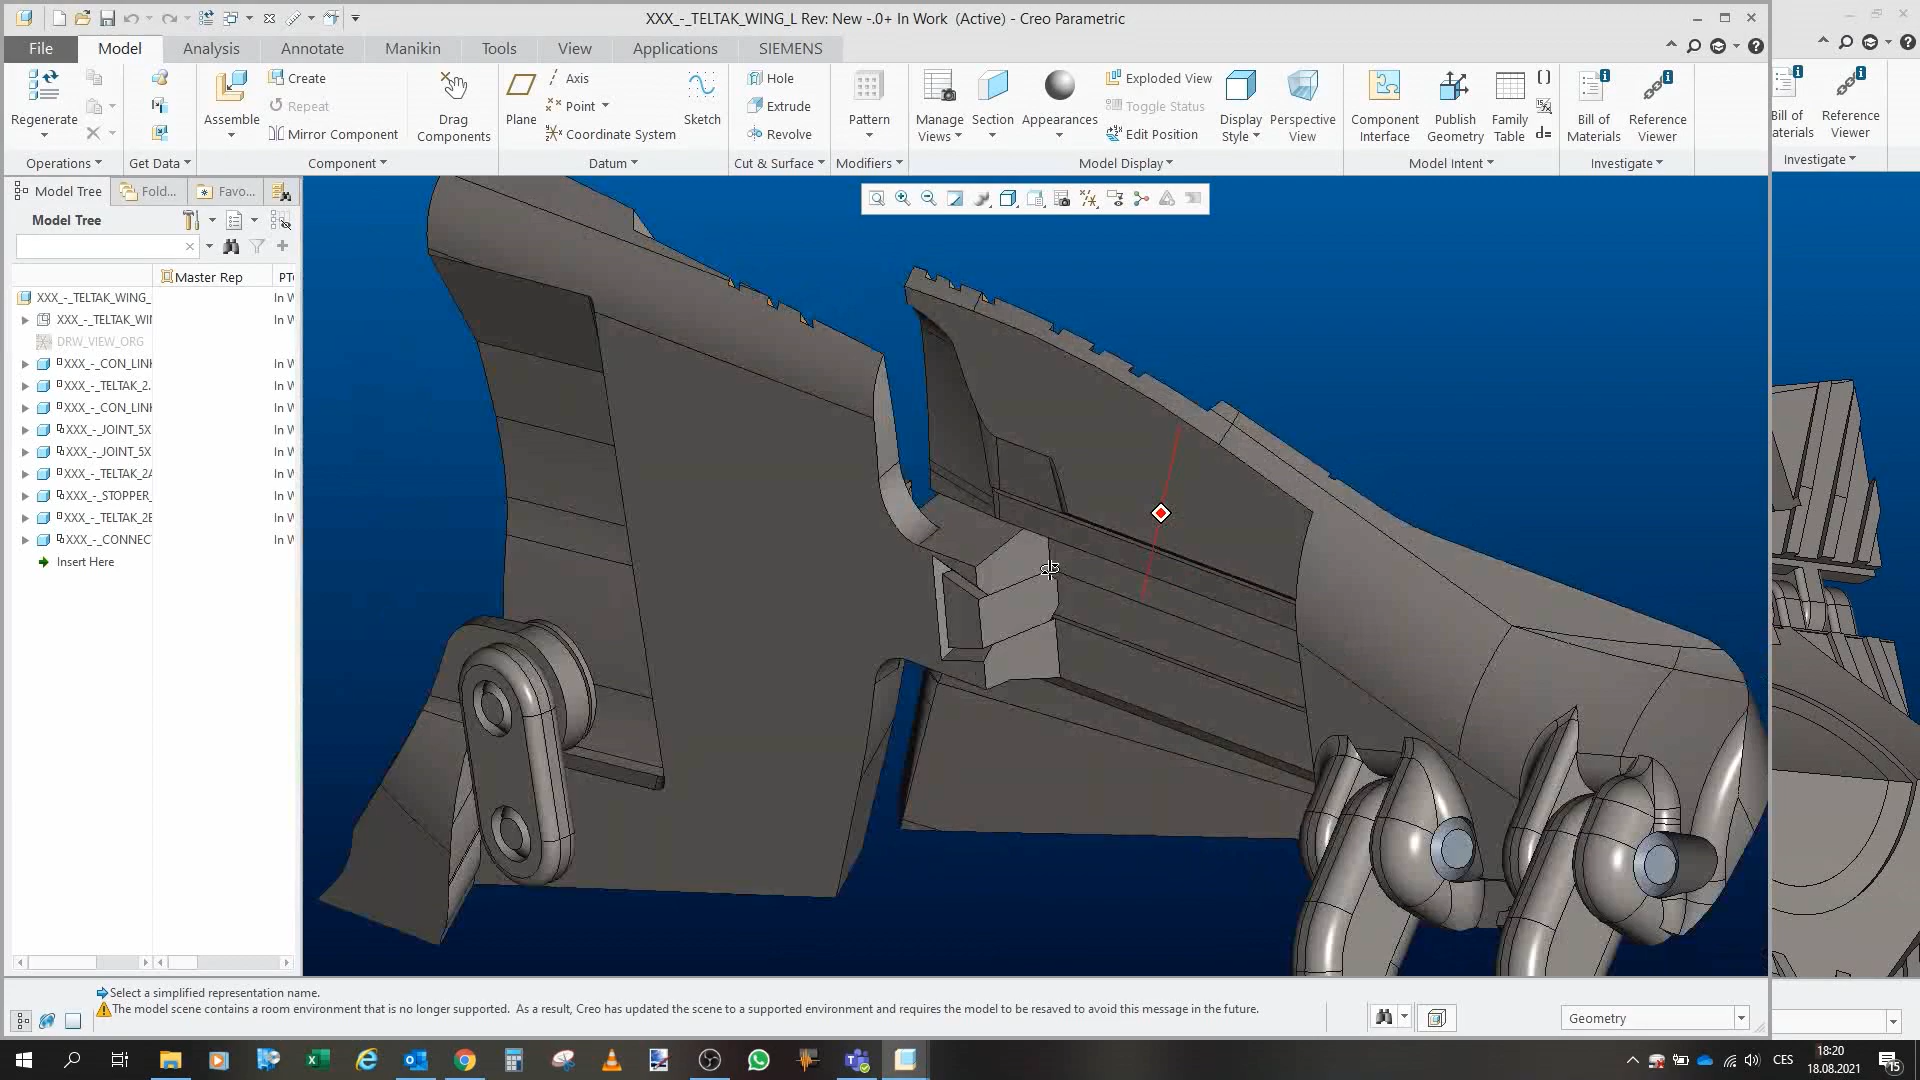 XXX_-_TELTAK_WING_L Rev: New -.0+ In Work (Active) - Creo Parametric
File Model Analysis Annotate Manikin Tools View Applications SIEMENS
Regenerate
Assemble
Create
Repeat
Mirror Component
Drag
Components
Plane
Axis
Point
Coordinate System
Sketch
Hole
Extrude
Revolve
Pattern
Manage
Views
Section
Appearances
Exploded View
Toggle Status
Edit Position
Display
Style
Perspective
View
Component
Interface
Publish
Geometry
Family
Table
Bill of
Materials
Reference
Viewer
Bill of
aterials
Reference
Viewer
Operations Get Data Component Datum Cut & Surface Modifiers Model Display Model Intent Investigate
Investigate
Model Tree Fold... Favo...
Model Tree
Master Rep PT
XXX_-_TELTAK_WING_ In W
XXX_-_TELTAK_WIN In W
DRW_VIEW_ORG
XXX_-_CON_LINK In W
XXX_-_TELTAK_2. In W
XXX_-_CON_LINK In W
XXX_-_JOINT_5X In W
XXX_-_JOINT_5X In W
XXX_-_TELTAK_2A In W
XXX_-_STOPPER_ In W
XXX_-_TELTAK_2E In W
XXX_-_CONNEC In W
Insert Here
Select a simplified representation name.
The model scene contains a room environment that is no longer supported. As a result, Creo has updated the scene to a supported environment and requires the model to be resaved to avoid this message in the future.
Geometry
CES
18:20
18.08.2021
15